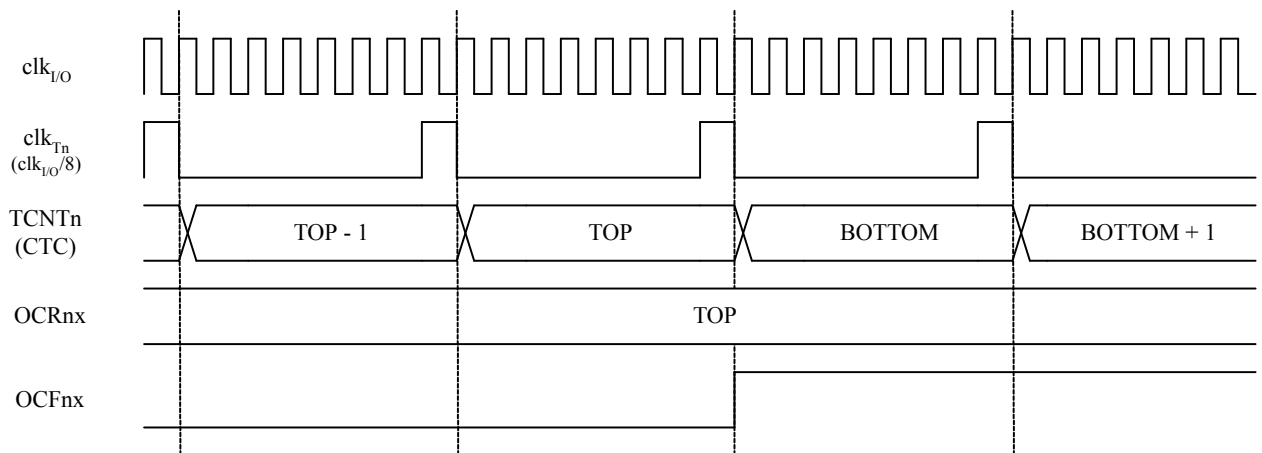 clkI/O
clkTn
(clkI/O/8)
TCNTn
(CTC)
TOP - 1
TOP
BOTTOM
BOTTOM + 1
OCRnx
TOP
OCFnx